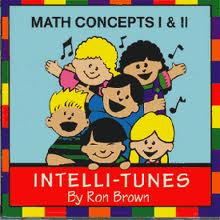 MATH CONCEPTS I & II
INTELLI-TUNES
By Ron Brown